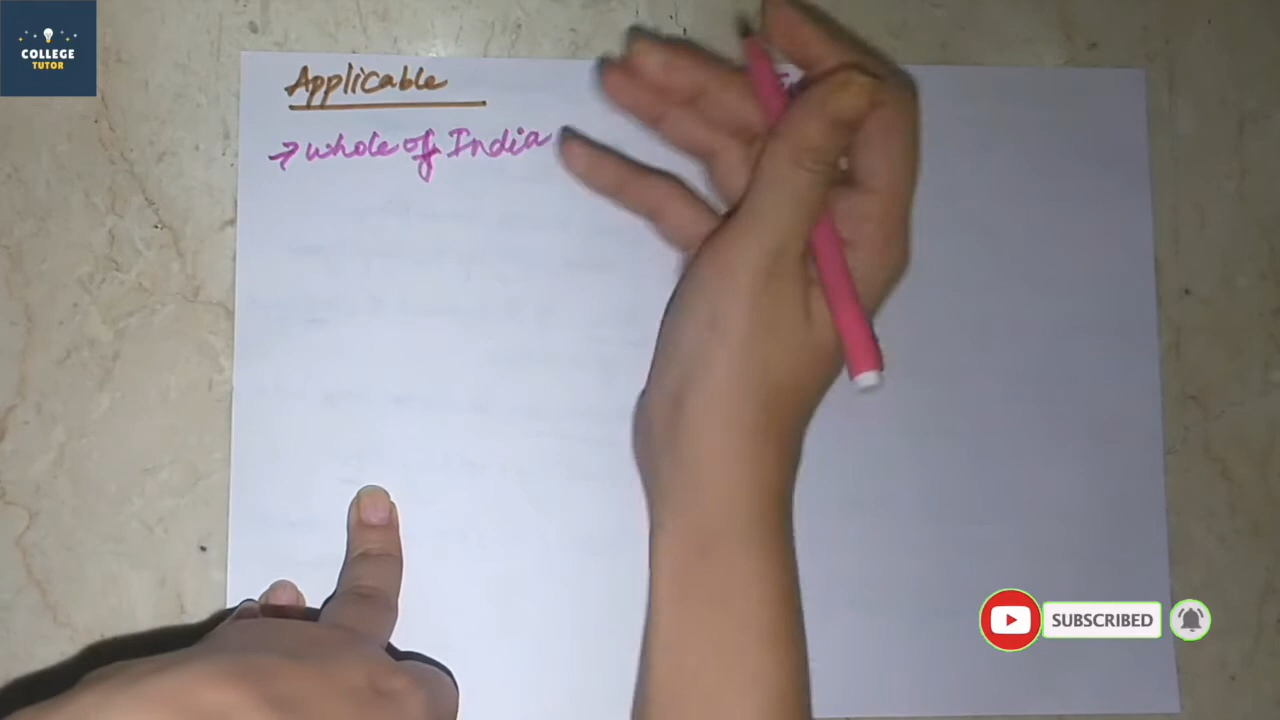 COLLEGE
TUTOR
Applicable
→ whole of India
SUBSCRIBED